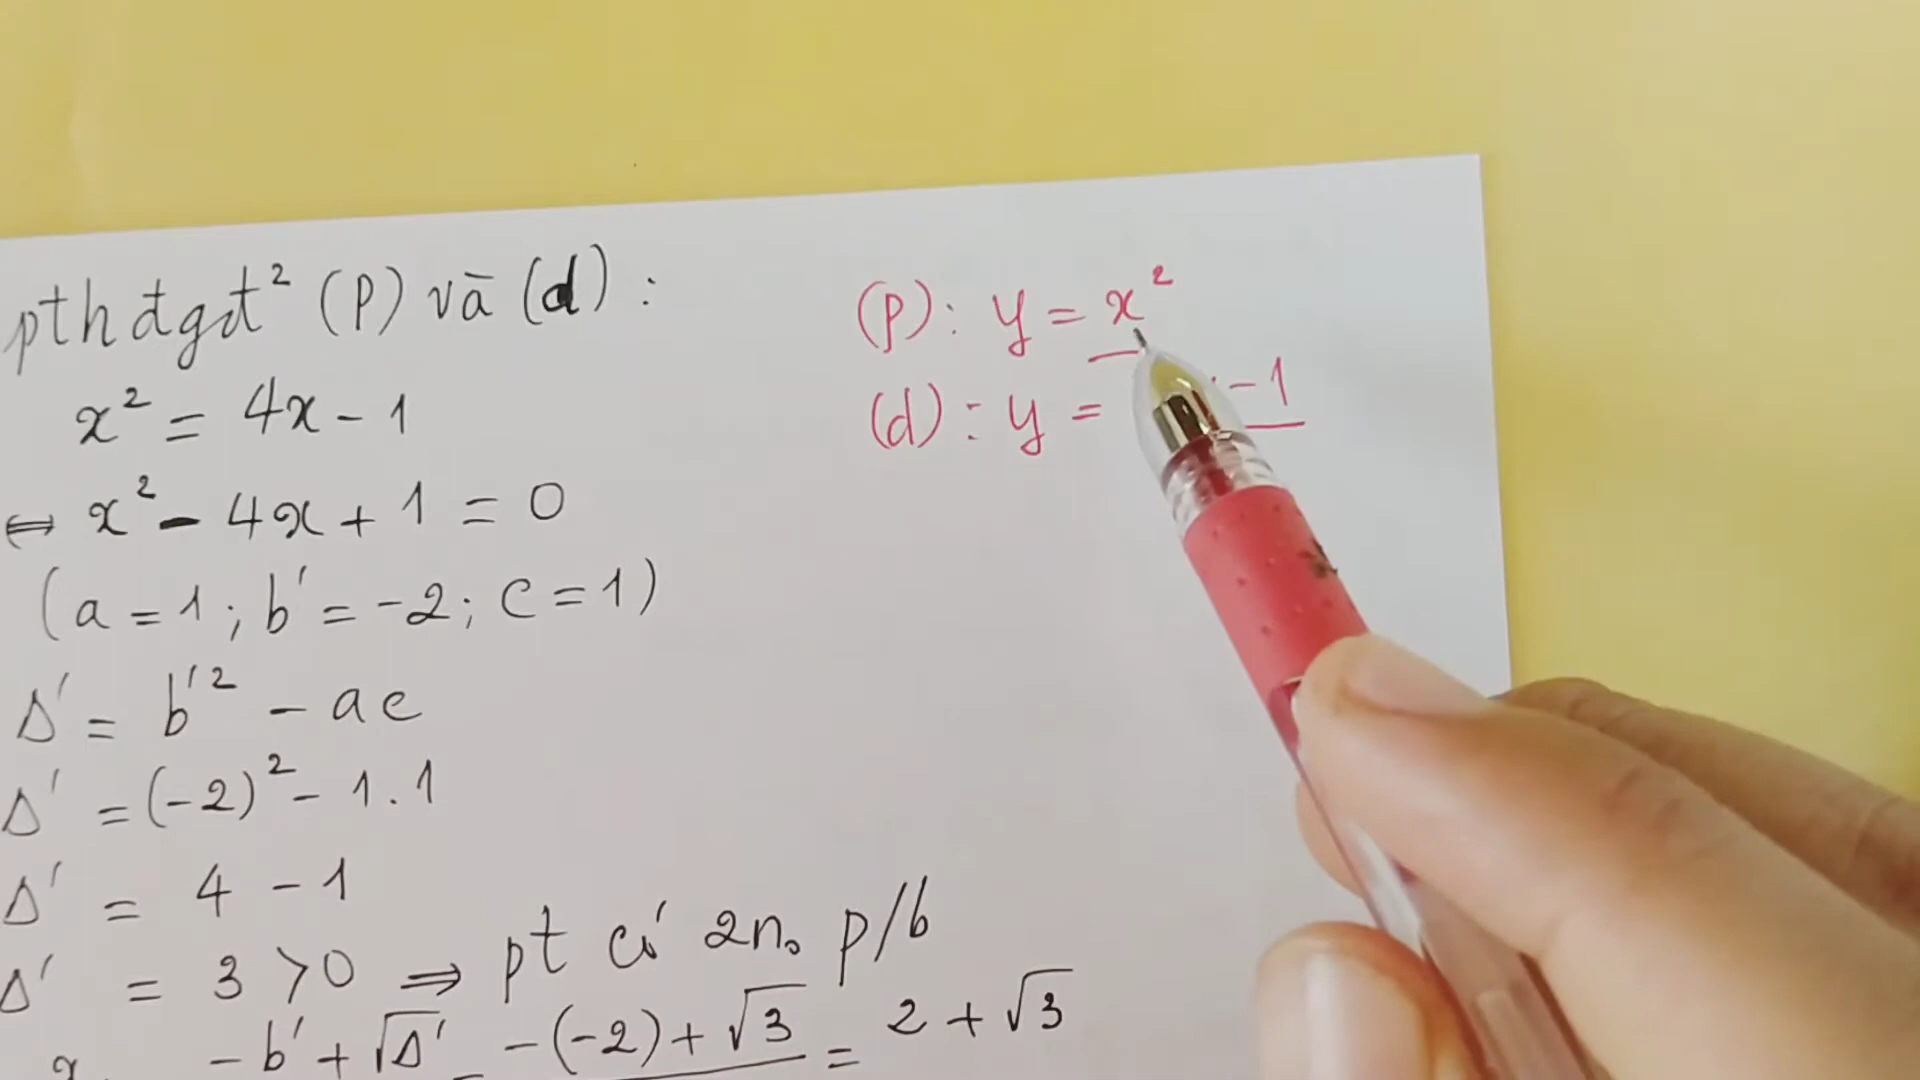 pthđgđt² (P) và (d) :
x² = 4x - 1
⇔ x² - 4x + 1 = 0
(a = 1 ; b' = -2 ; c = 1)
Δ' = b'² - ac
Δ' = (-2)² - 1.1
Δ' = 4 - 1
Δ' = 3 > 0 ⇒ pt có 2n₀ p/b
-b' + √Δ' = -(-2) + √3 = 2 + √3
(P) : y = x²
(d) : y = - 1